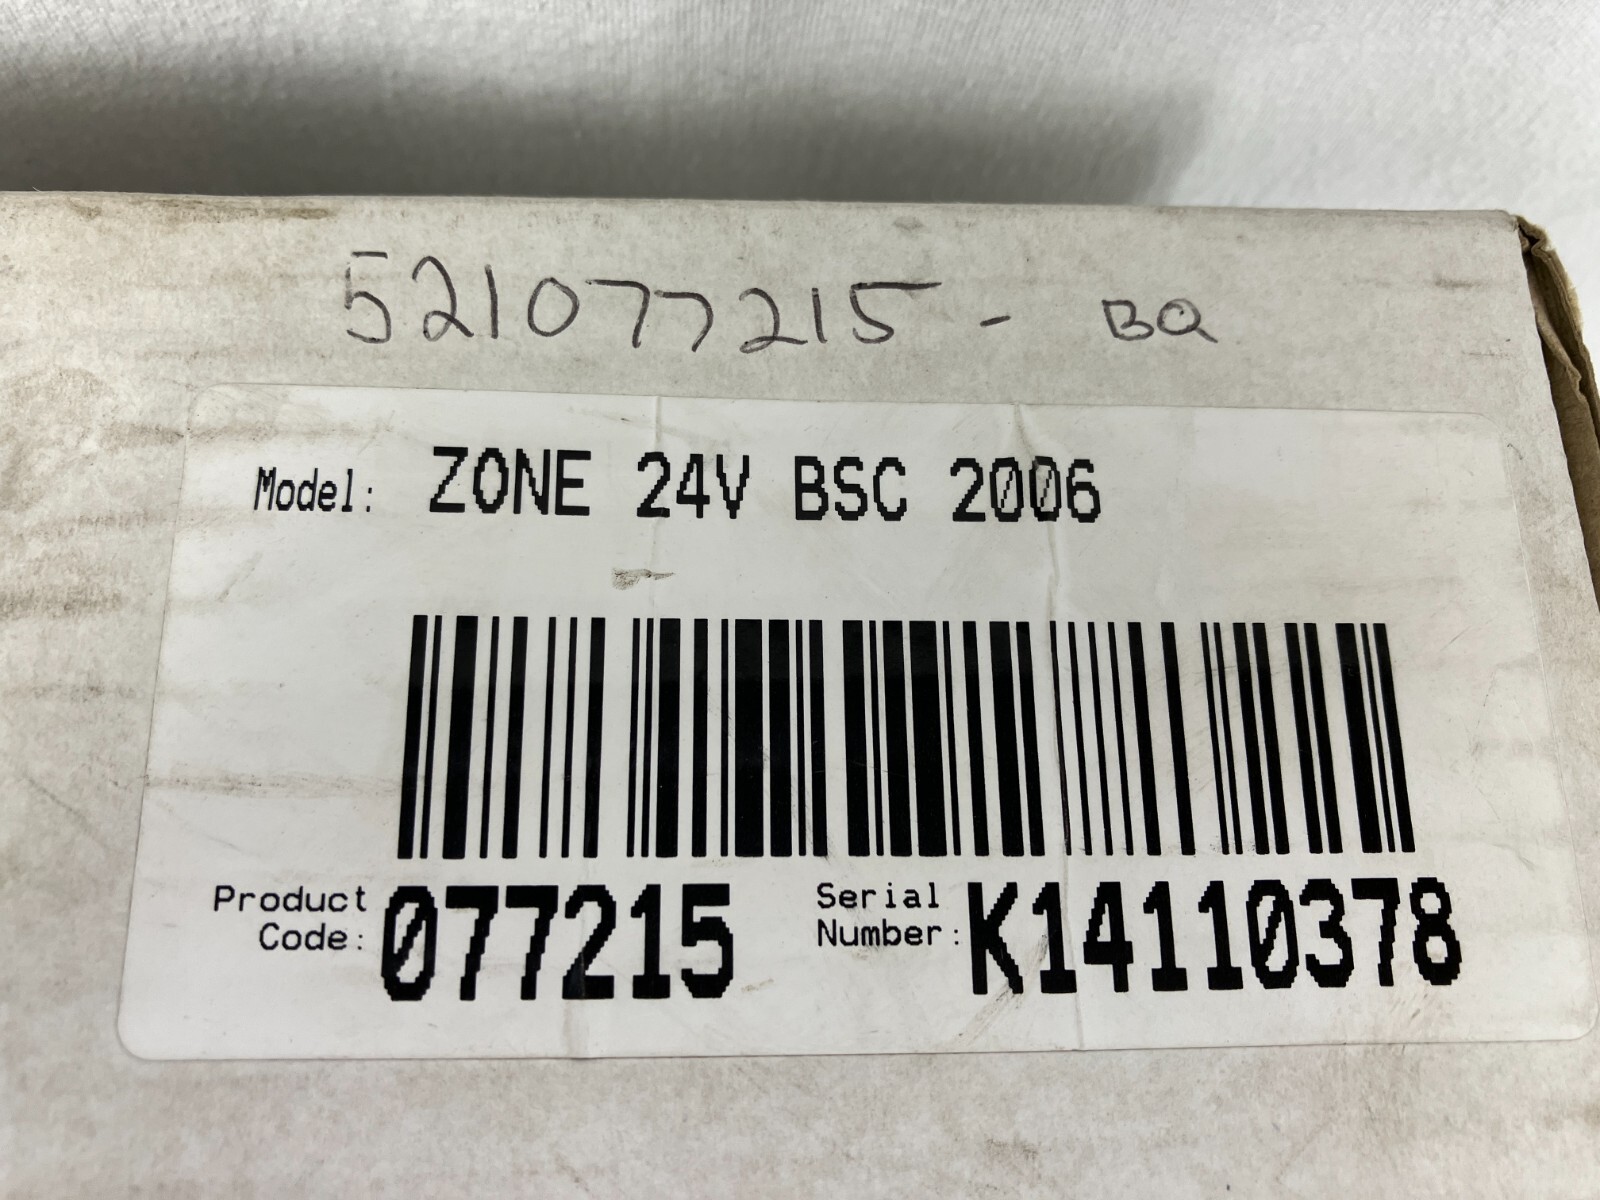 521077215 - BQ
Model: ZONE 24V BSC 2006
Product Code: 077215
Serial Number: K14110378